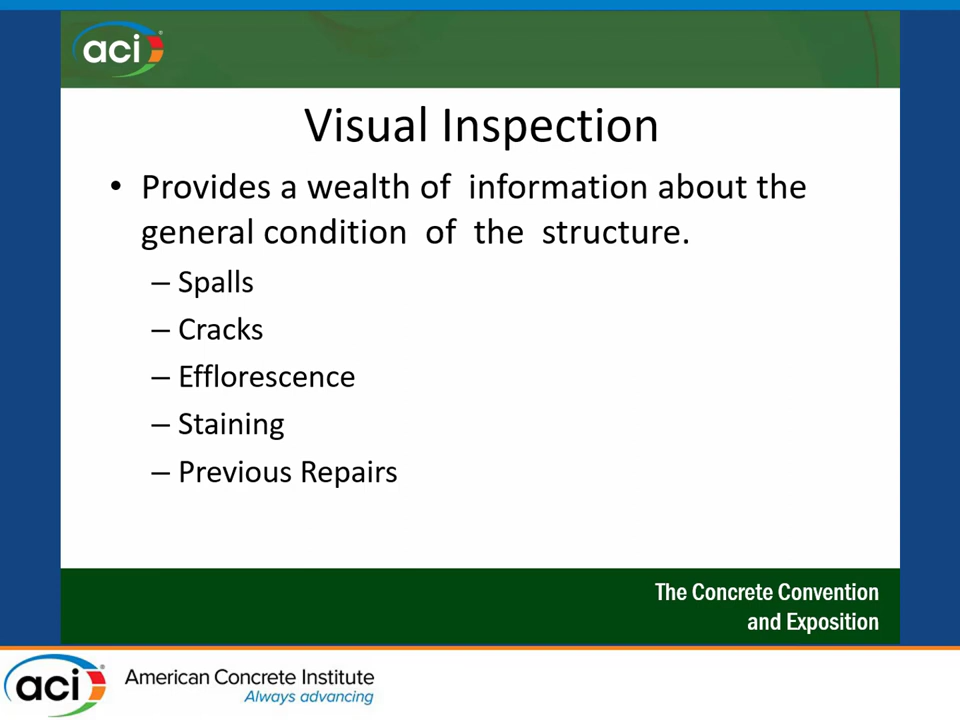 aci
Visual Inspection
• Provides a wealth of information about the
general condition of the structure.
– Spalls
– Cracks
– Efflorescence
– Staining
– Previous Repairs
The Concrete Convention
and Exposition
aci
American Concrete Institute
Always advancing